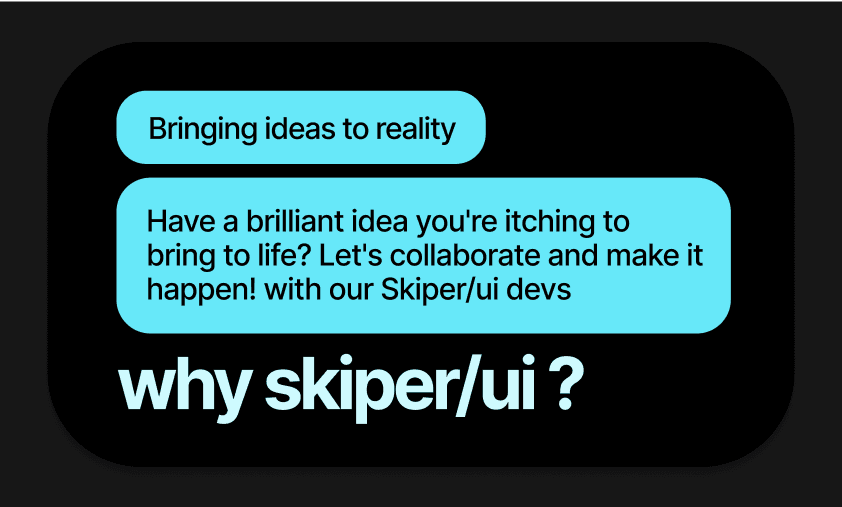 Bringing ideas to reality
Have a brilliant idea you're itching to
bring to life? Let's collaborate and make it
happen! with our Skiper/ui devs
why skiper/ui ?